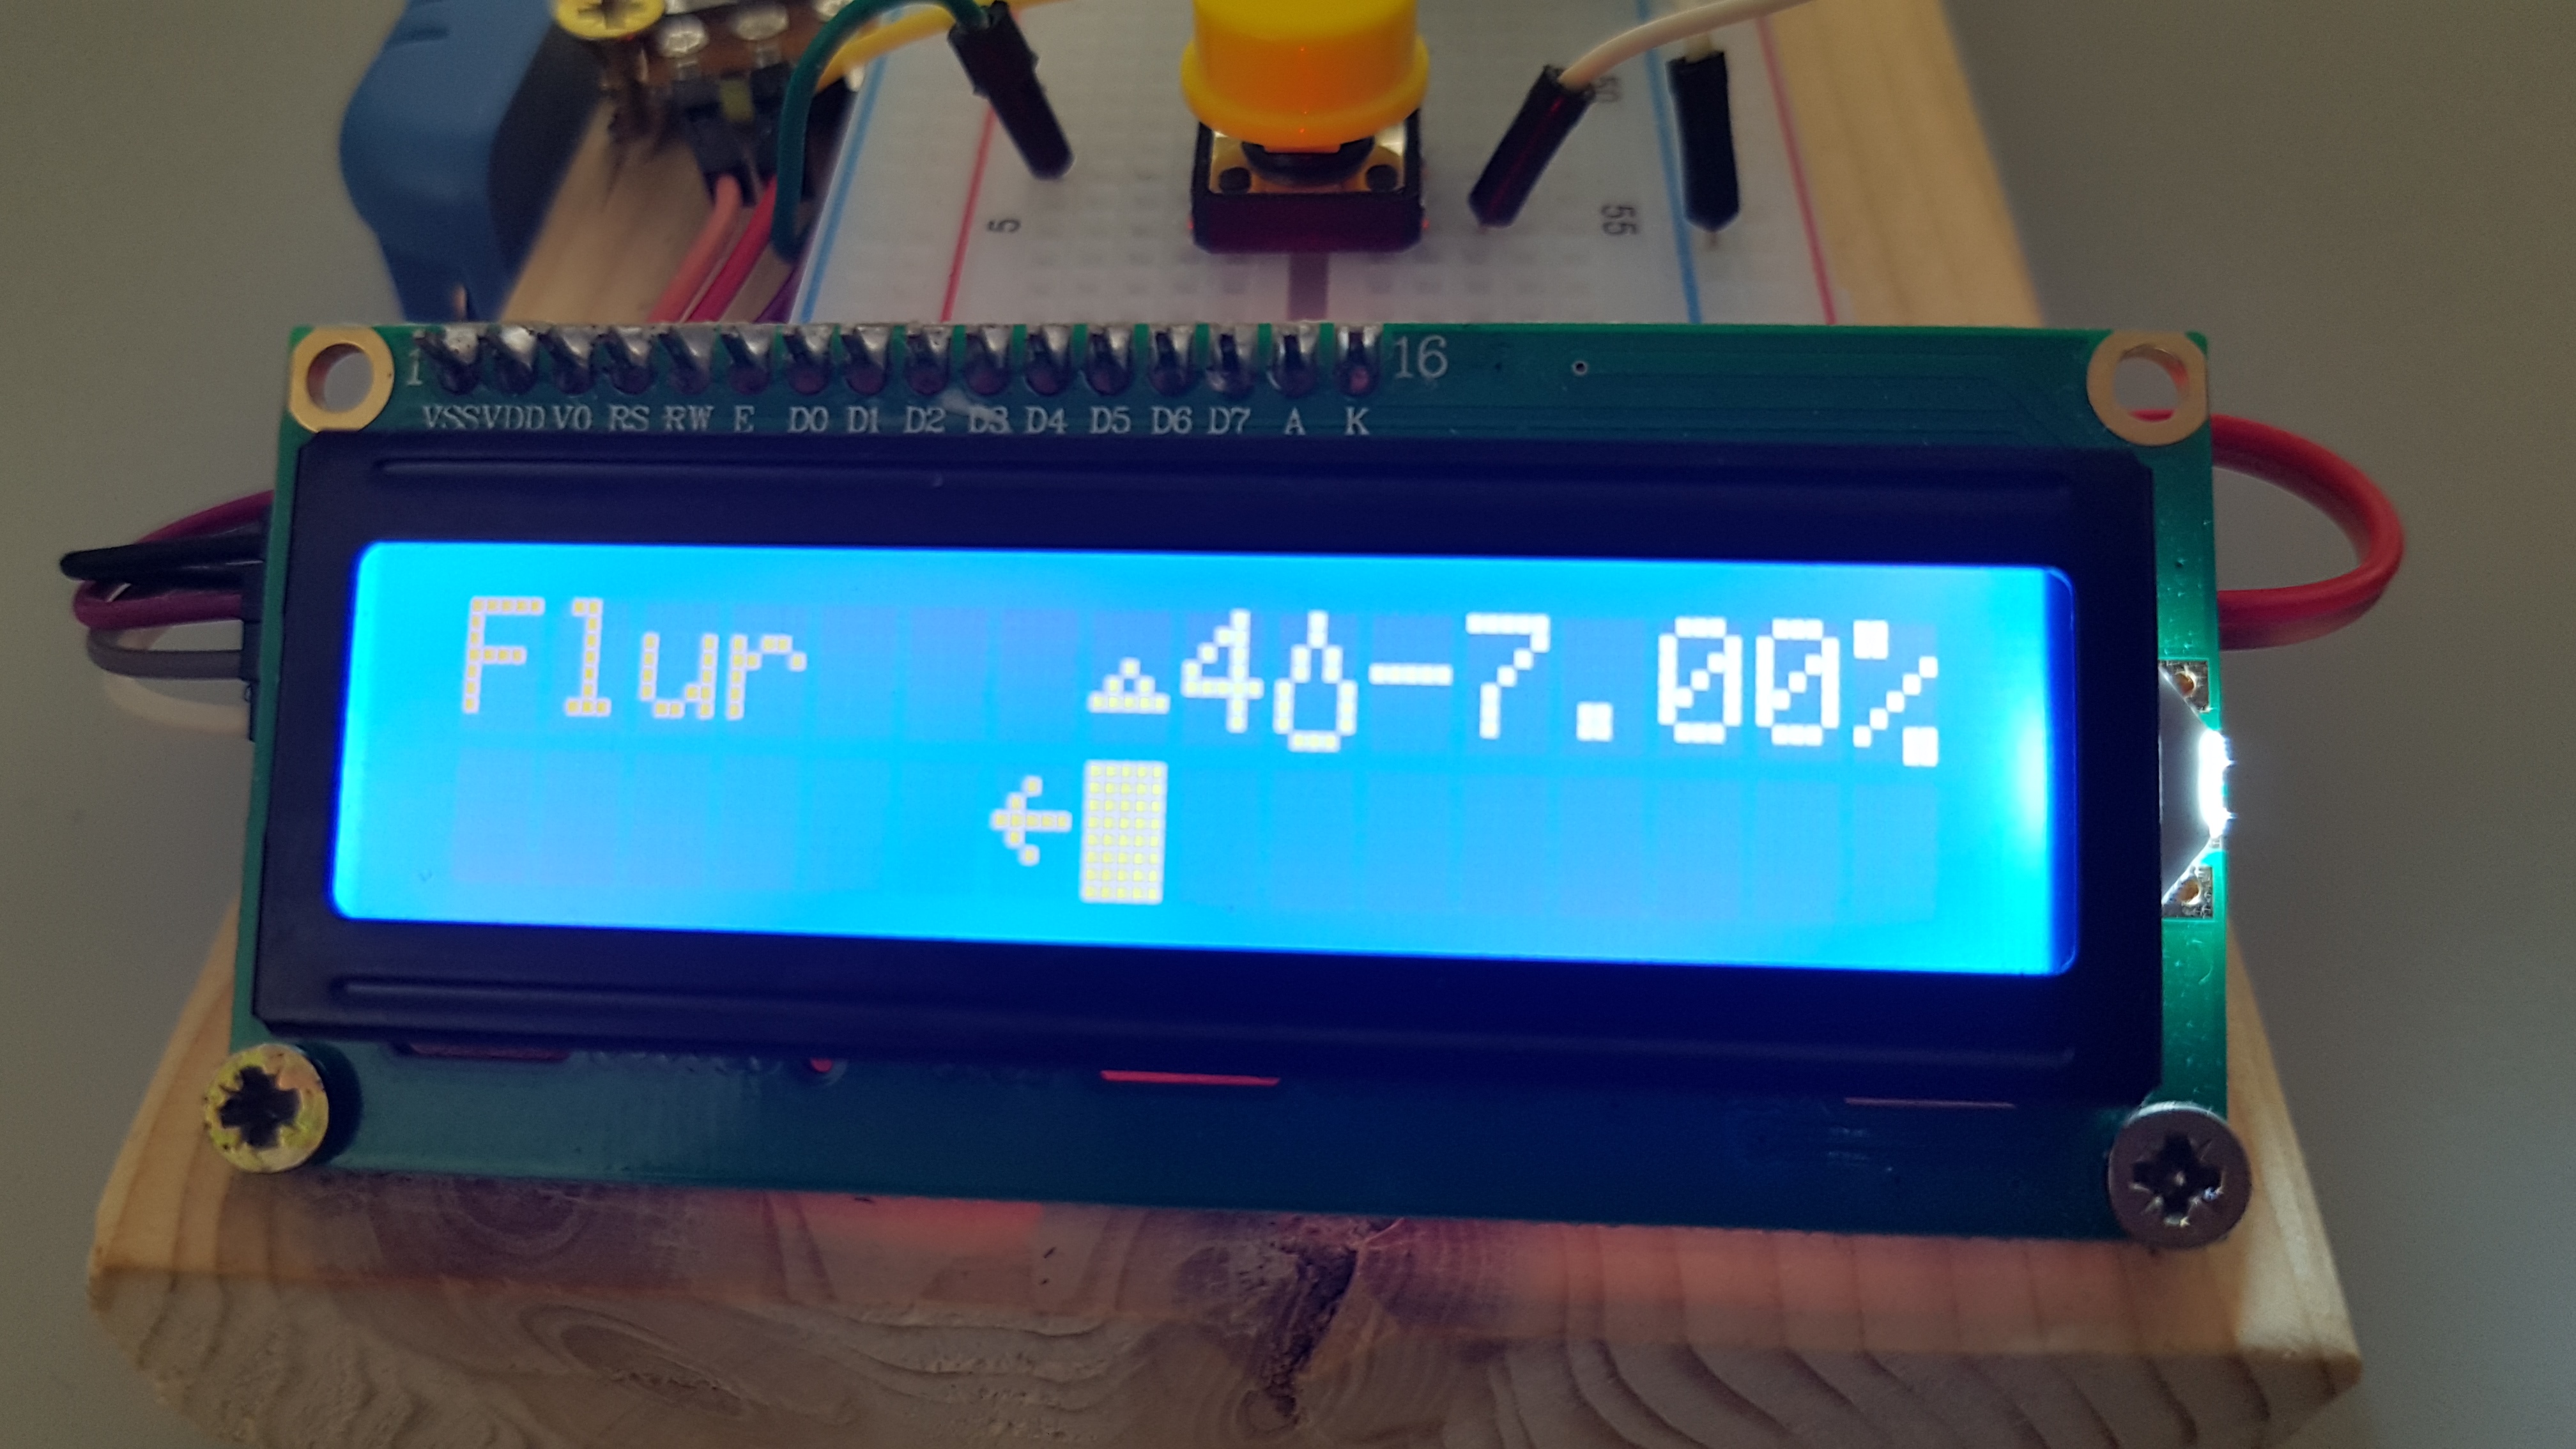 5 55 50
1 16
VSS VDD V0 RS RW E D0 D1 D2 D3 D4 D5 D6 D7 A K
Flur ▵4💧-7.00%
←█